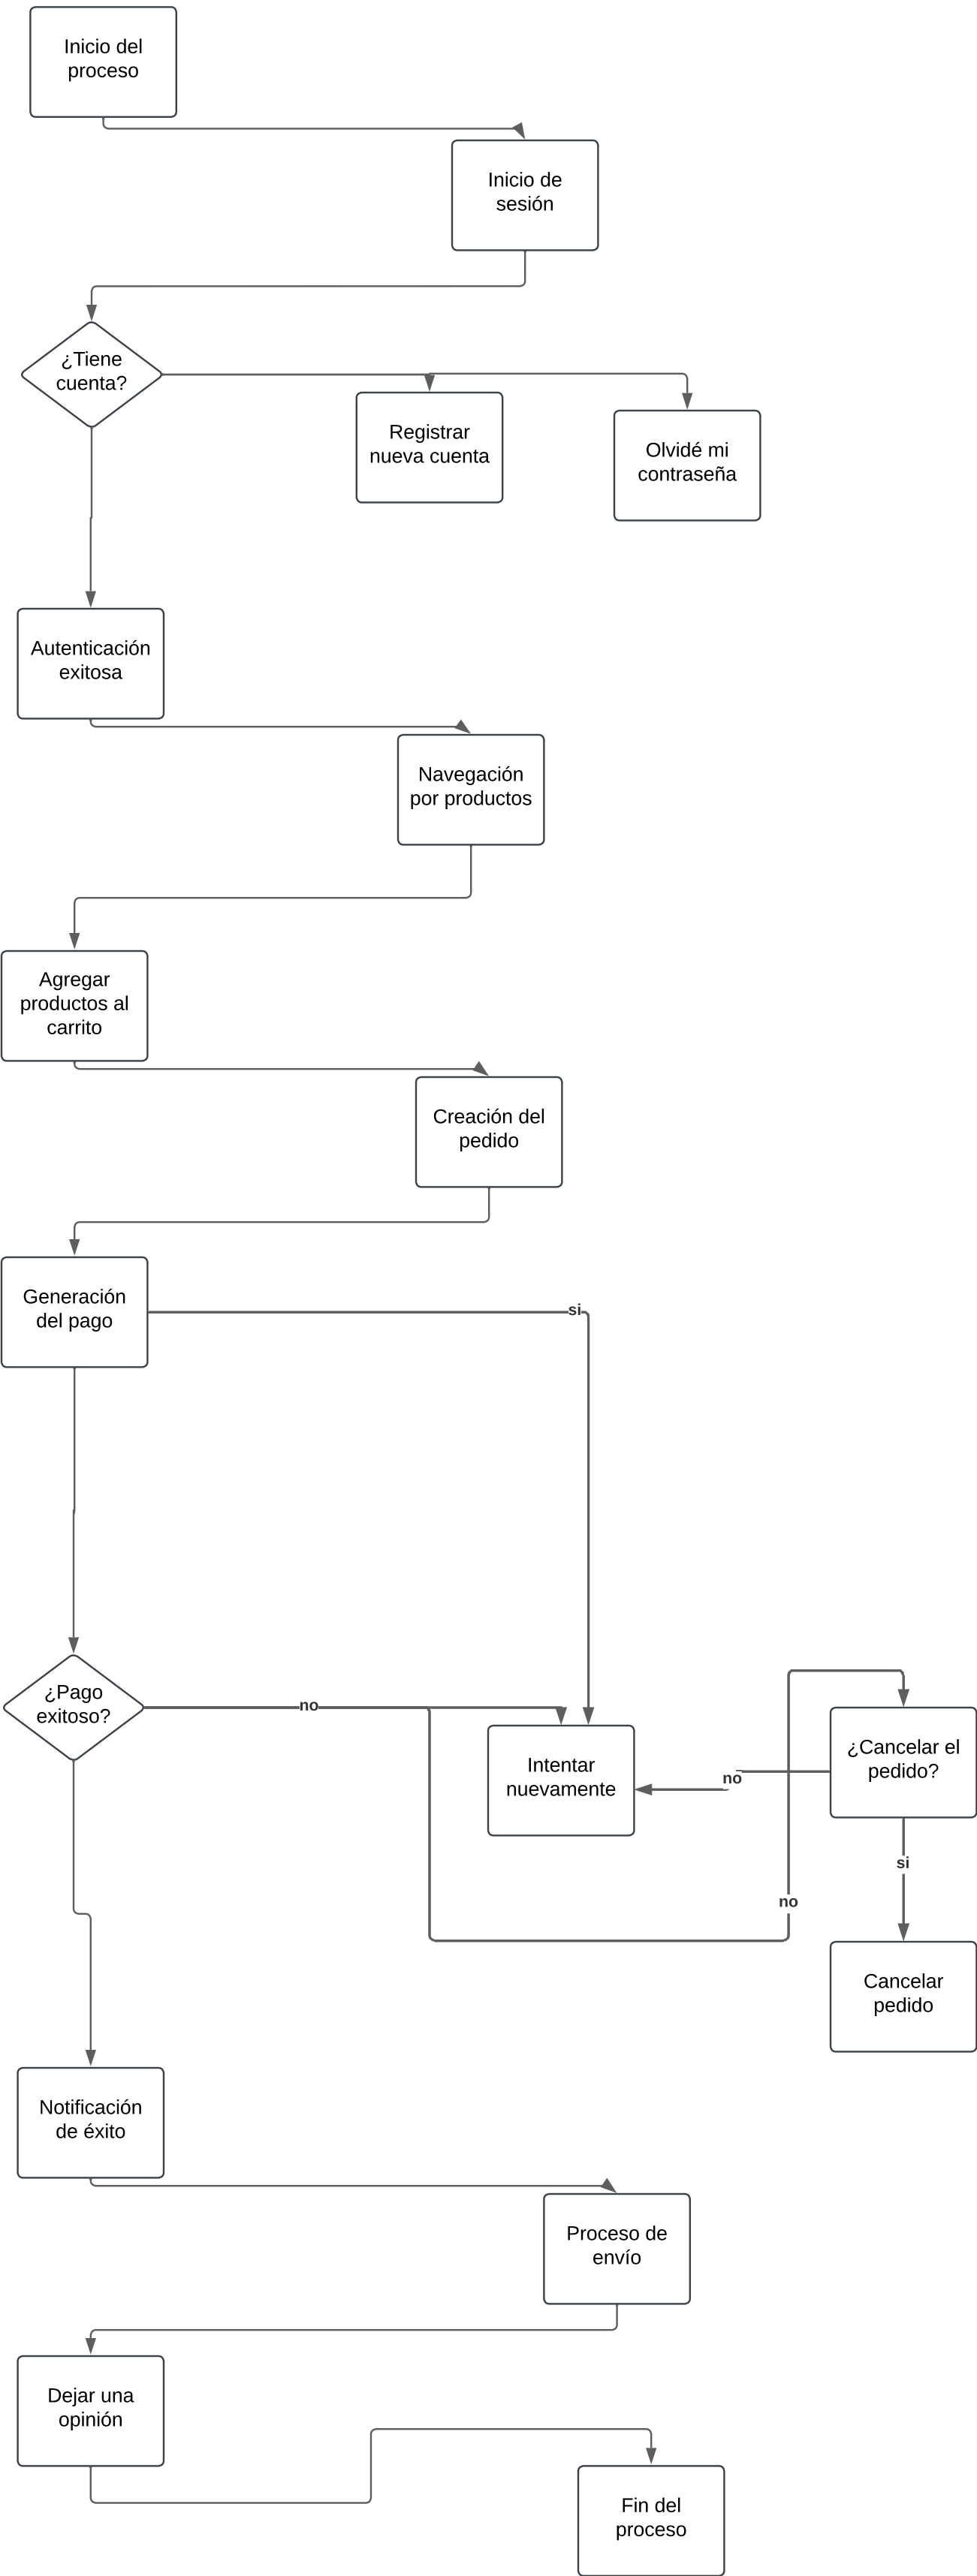 Inicio del
proceso
Inicio de
sesión
¿Tiene
cuenta?
Registrar
nueva cuenta
Olvidé mi
contraseña
Autenticación
exitosa
Navegación
por productos
Agregar
productos al
carrito
Creación del
pedido
Generación
del pago
si
¿Pago
exitoso?
no
Intentar
nuevamente
no
¿Cancelar el
pedido?
si
no
Cancelar
pedido
Notificación
de éxito
Proceso de
envío
Dejar una
opinión
Fin del
proceso